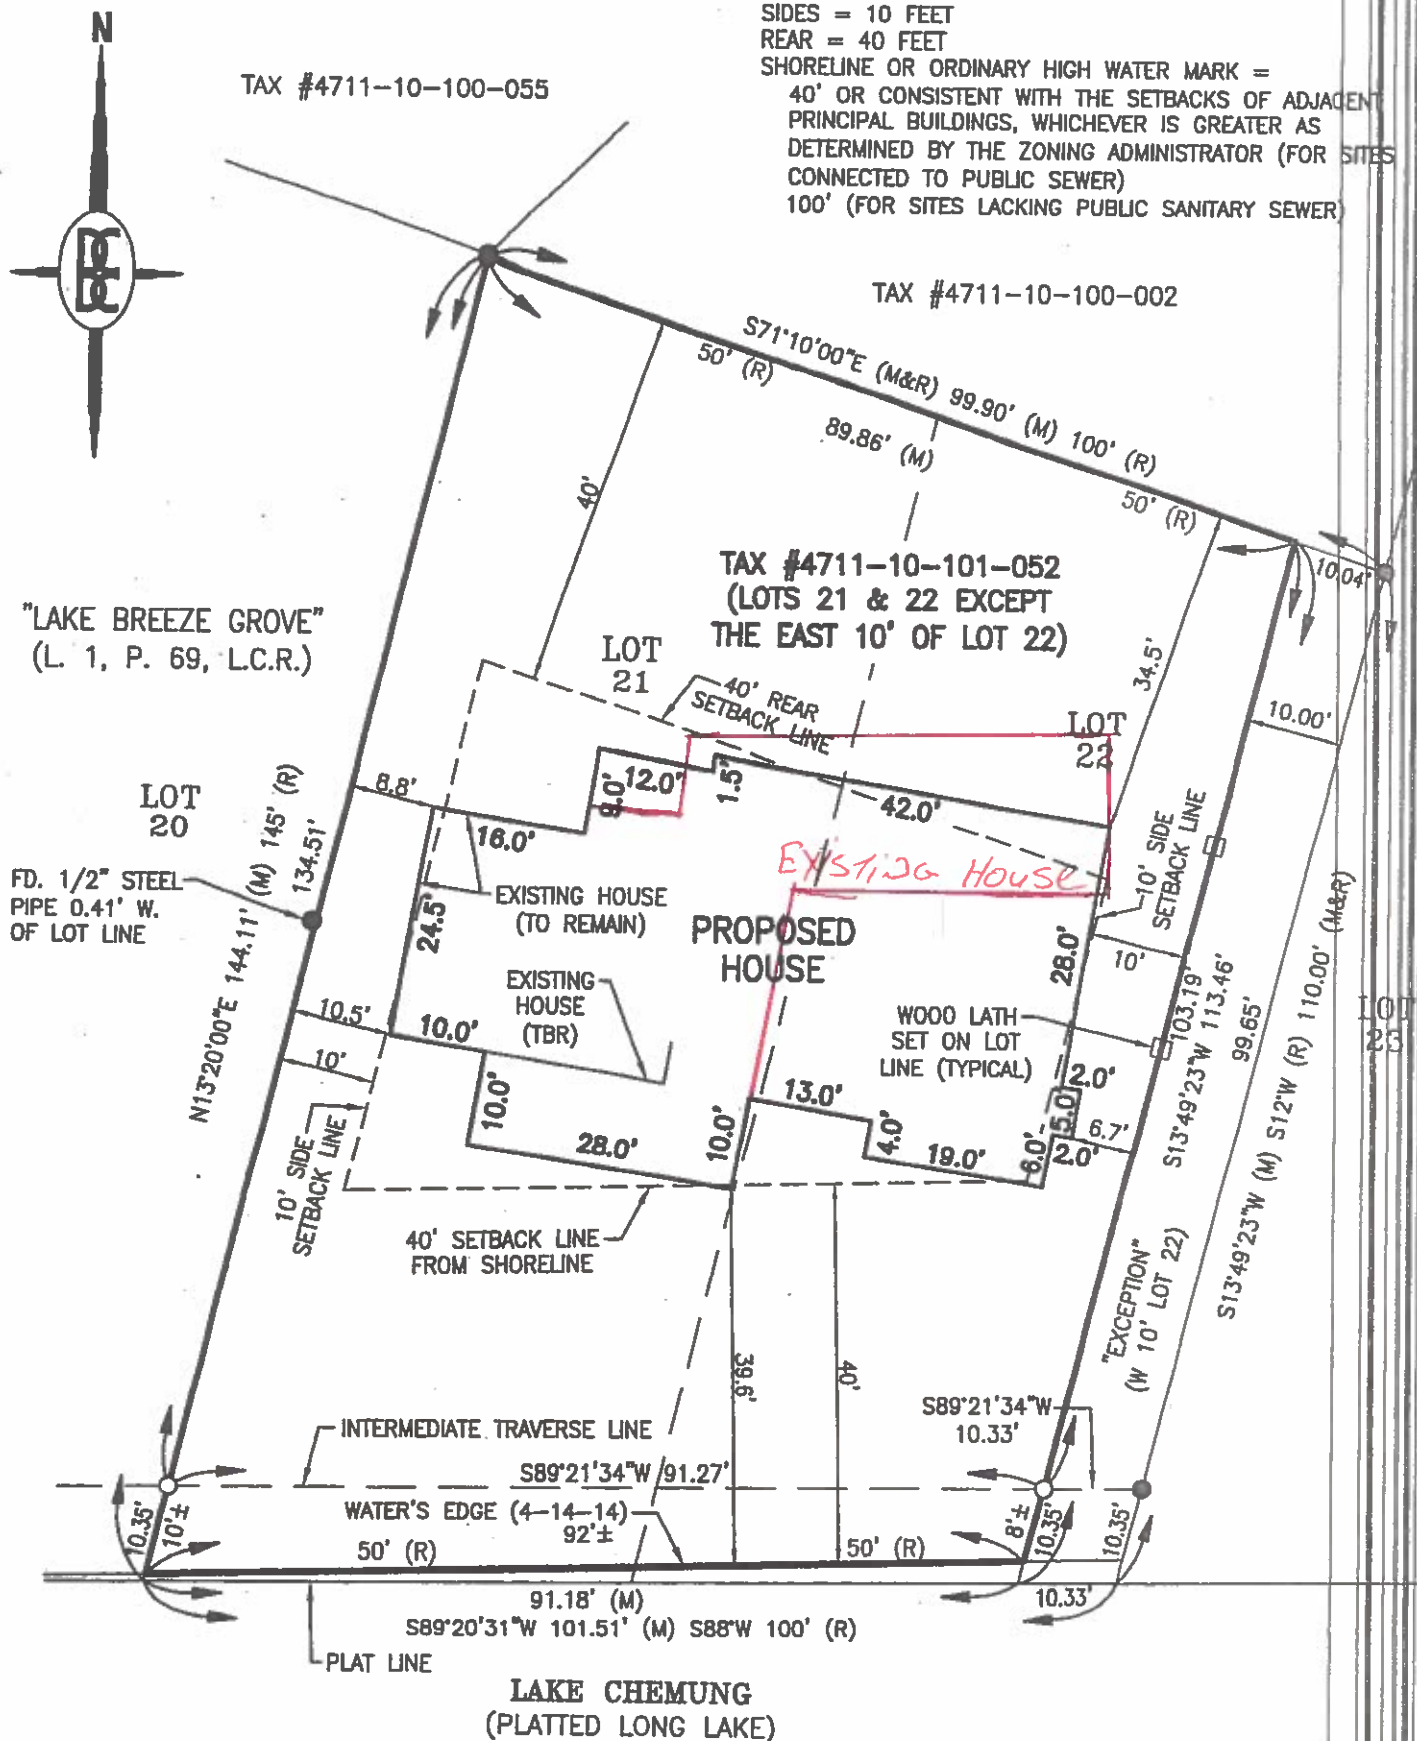 SIDES = 10 FEET
REAR = 40 FEET
SHORELINE OR ORDINARY HIGH WATER MARK =
40' OR CONSISTENT WITH THE SETBACKS OF ADJACENT
PRINCIPAL BUILDINGS, WHICHEVER IS GREATER AS
DETERMINED BY THE ZONING ADMINISTRATOR (FOR SITES
CONNECTED TO PUBLIC SEWER)
100' (FOR SITES LACKING PUBLIC SANITARY SEWER)
N
TAX #4711-10-100-055
TAX #4711-10-100-002
S71°10'00"E (M&R) 99.90' (M) 100' (R)
50' (R)
89.86' (M)
50' (R)
40'
10.04'
TAX #4711-10-101-052
(LOTS 21 & 22 EXCEPT
THE EAST 10' OF LOT 22)
"LAKE BREEZE GROVE"
(L. 1, P. 69, L.C.R.)
LOT
21
34.5'
40' REAR
SETBACK LINE
LOT
22
10.00'
8.8'
12.0'
9.0'
1.5'
42.0'
16.0'
LOT
20
N13°20'00"E 144.11' (M) 145' (R)
134.51'
10' SIDE
SETBACK LINE
EXISTING HOUSE
FD. 1/2" STEEL
PIPE 0.41' W.
OF LOT LINE
EXISTING HOUSE
(TO REMAIN)
24.5'
PROPOSED
HOUSE
28.0'
10'
EXISTING
HOUSE
(TBR)
10.5'
10.0'
10'
WOOD LATH
SET ON LOT
LINE (TYPICAL)
103.19'
S13°49'23"W 113.46'
99.65'
S13°49'23"W (M) S12°W (R) 110.00' (M&R)
LOT
23
2.0'
5.0'
6.7'
2.0'
6.0'
13.0'
4.0'
19.0'
10.0'
28.0'
10.0'
10' SIDE
SETBACK LINE
40' SETBACK LINE
FROM SHORELINE
"EXCEPTION"
(W 10' LOT 22)
39.6'
40'
S89°21'34"W
10.33'
INTERMEDIATE TRAVERSE LINE
S89°21'34"W 91.27'
WATER'S EDGE (4-14-14)
92'±
10.35'
10'±
8'±
10.35'
10.35'
50' (R)
50' (R)
91.18' (M)
10.33'
S89°20'31"W 101.51' (M) S88°W 100' (R)
PLAT LINE
LAKE CHEMUNG
(PLATTED LONG LAKE)